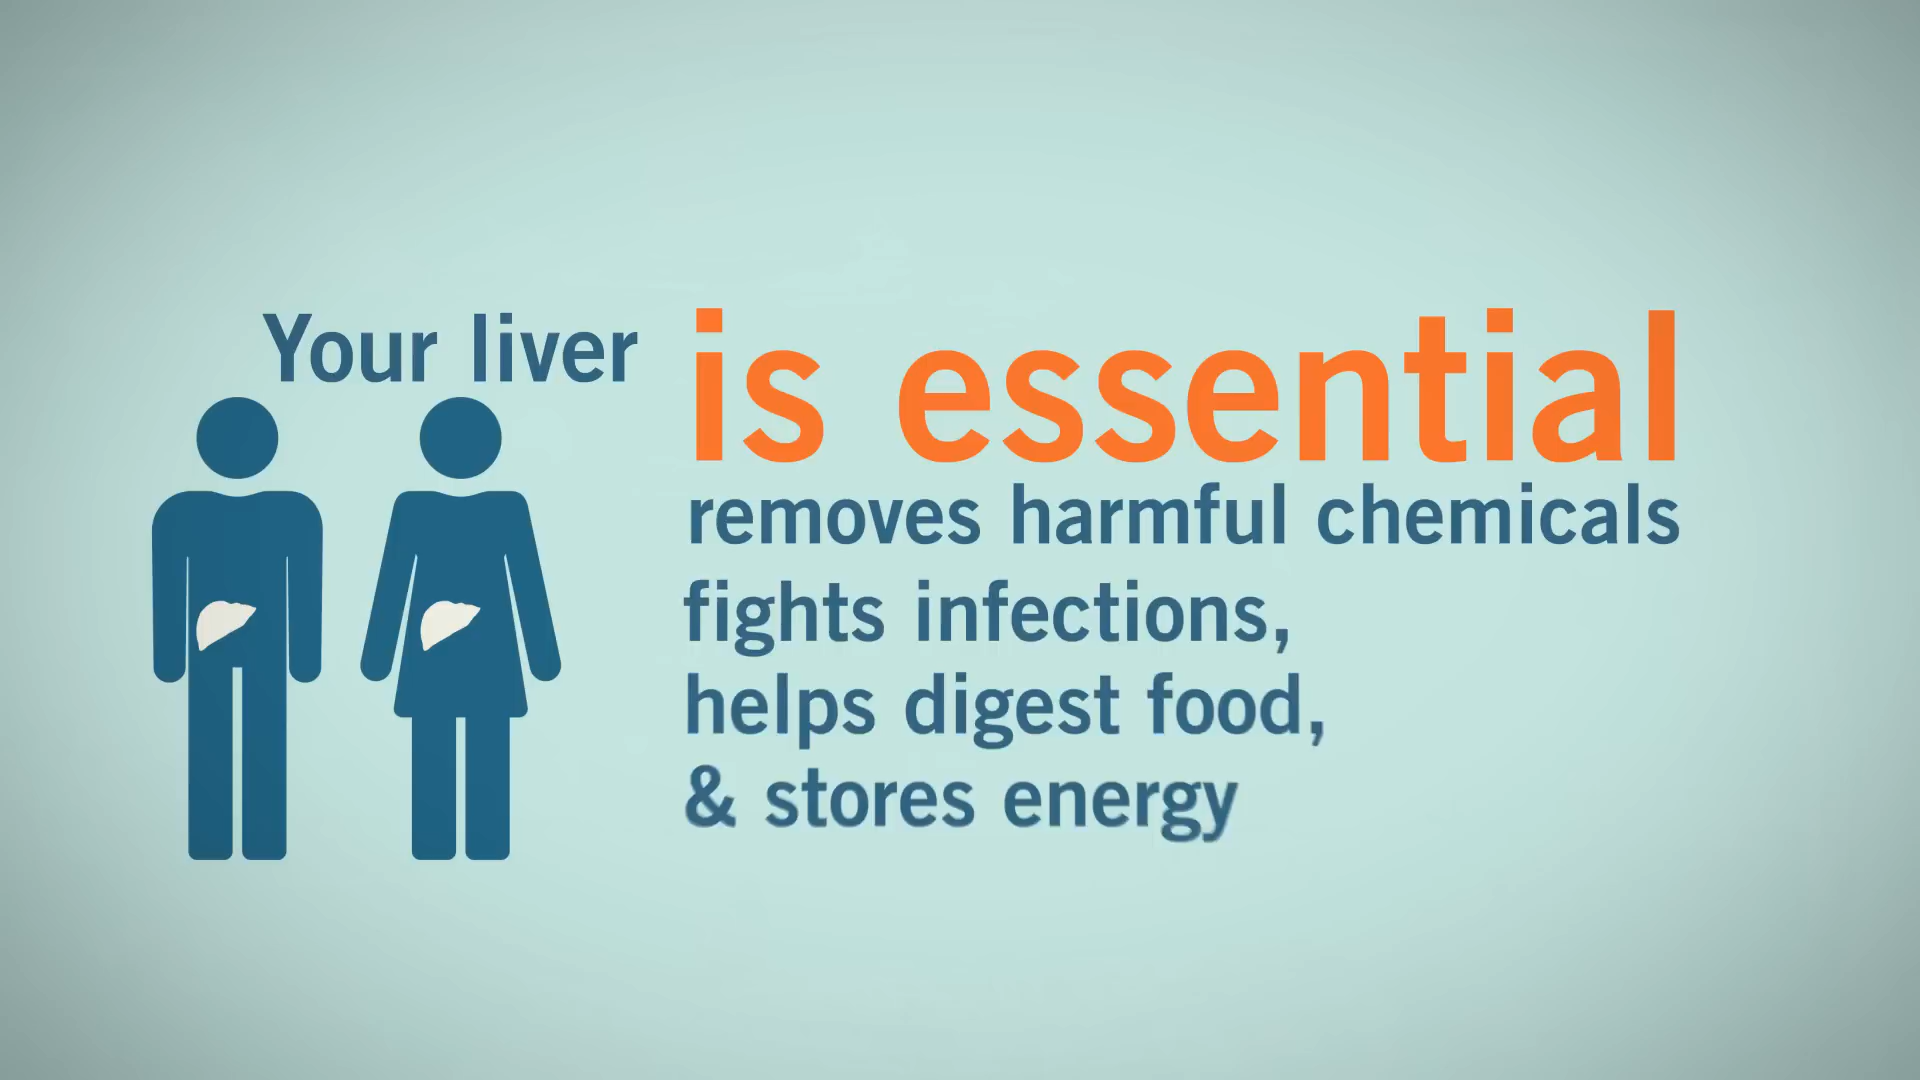 Your liver is essential
removes harmful chemicals
fights infections,
helps digest food,
& stores energy